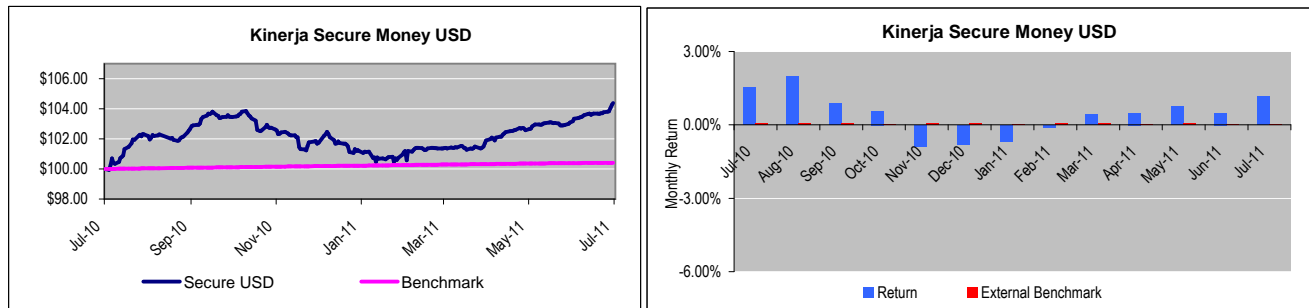 Kinerja Secure Money USD
$106.00
$104.00
$102.00
$100.00
$98.00
Jul-10
Sep-10
Nov-10
Jan-11
Mar-11
May-11
Jul-11
Secure USD
Benchmark
Kinerja Secure Money USD
3.00%
0.00%
-3.00%
-6.00%
Monthly Return
Jul-10
Aug-10
Sep-10
Oct-10
Nov-10
Dec-10
Jan-11
Feb-11
Mar-11
Apr-11
May-11
Jun-11
Jul-11
Return
External Benchmark